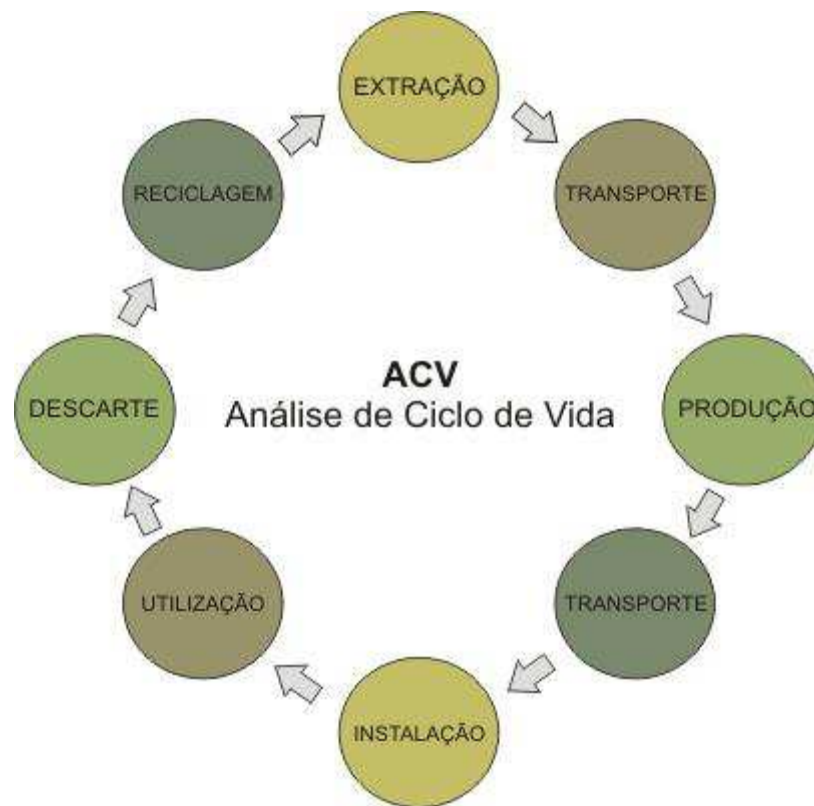 EXTRAÇÃO
TRANSPORTE
PRODUÇÃO
TRANSPORTE
INSTALAÇÃO
UTILIZAÇÃO
DESCARTE
RECICLAGEM
ACV
Análise de Ciclo de Vida